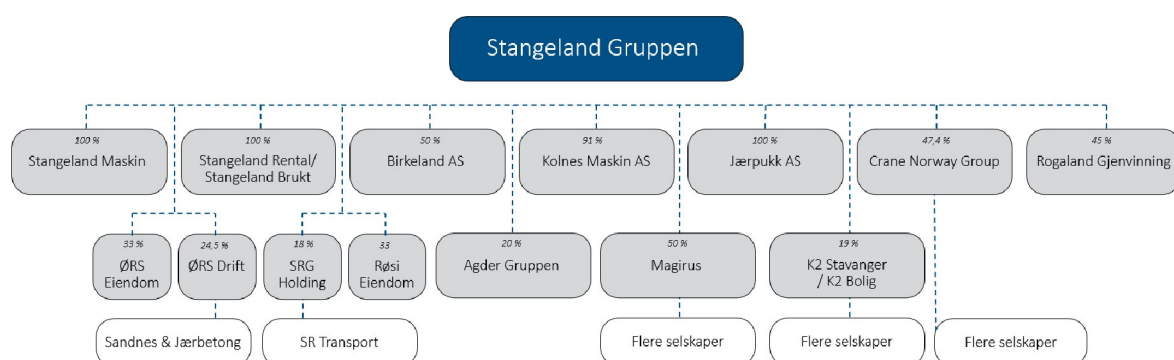 Stangeland Gruppen
100 %
Stangeland Maskin
100 %
Stangeland Rental/
Stangeland Brukt
50 %
Birkeland AS
91 %
Kolnes Maskin AS
100 %
Jærpukk AS
47,4 %
Crane Norway Group
45 %
Rogaland Gjenvinning
33 %
ØRS
Eiendom
24,5 %
ØRS Drift
18 %
SRG
Holding
33
Røsi
Eiendom
20 %
Agder Gruppen
50 %
Magirus
19 %
K2 Stavanger
/ K2 Bolig
Sandnes & Jærbetong
SR Transport
Flere selskaper
Flere selskaper
Flere selskaper